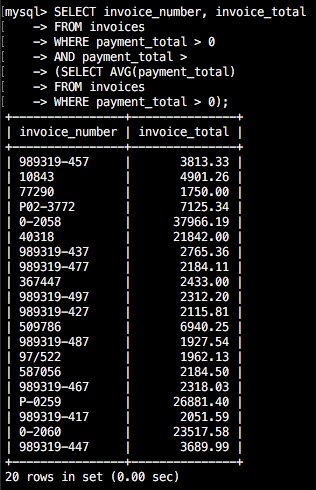 mysql> SELECT invoice_number, invoice_total
    -> FROM invoices
    -> WHERE payment_total > 0
    -> AND payment_total >
    -> (SELECT AVG(payment_total)
    -> FROM invoices
    -> WHERE payment_total > 0);
+----------------+---------------+
| invoice_number | invoice_total |
+----------------+---------------+
| 989319-457     |       3813.33 |
| 10843          |       4901.26 |
| 77290          |       1750.00 |
| P02-3772       |       7125.34 |
| 0-2058         |      37966.19 |
| 40318          |      21842.00 |
| 989319-437     |       2765.36 |
| 989319-477     |       2184.11 |
| 367447         |       2433.00 |
| 989319-497     |       2312.20 |
| 989319-427     |       2115.81 |
| 509786         |       6940.25 |
| 989319-487     |       1927.54 |
| 97/522         |       1962.13 |
| 587056         |       2184.50 |
| 989319-467     |       2318.03 |
| P-0259         |      26881.40 |
| 989319-417     |       2051.59 |
| 0-2060         |      23517.58 |
| 989319-447     |       3689.99 |
+----------------+---------------+
20 rows in set (0.00 sec)